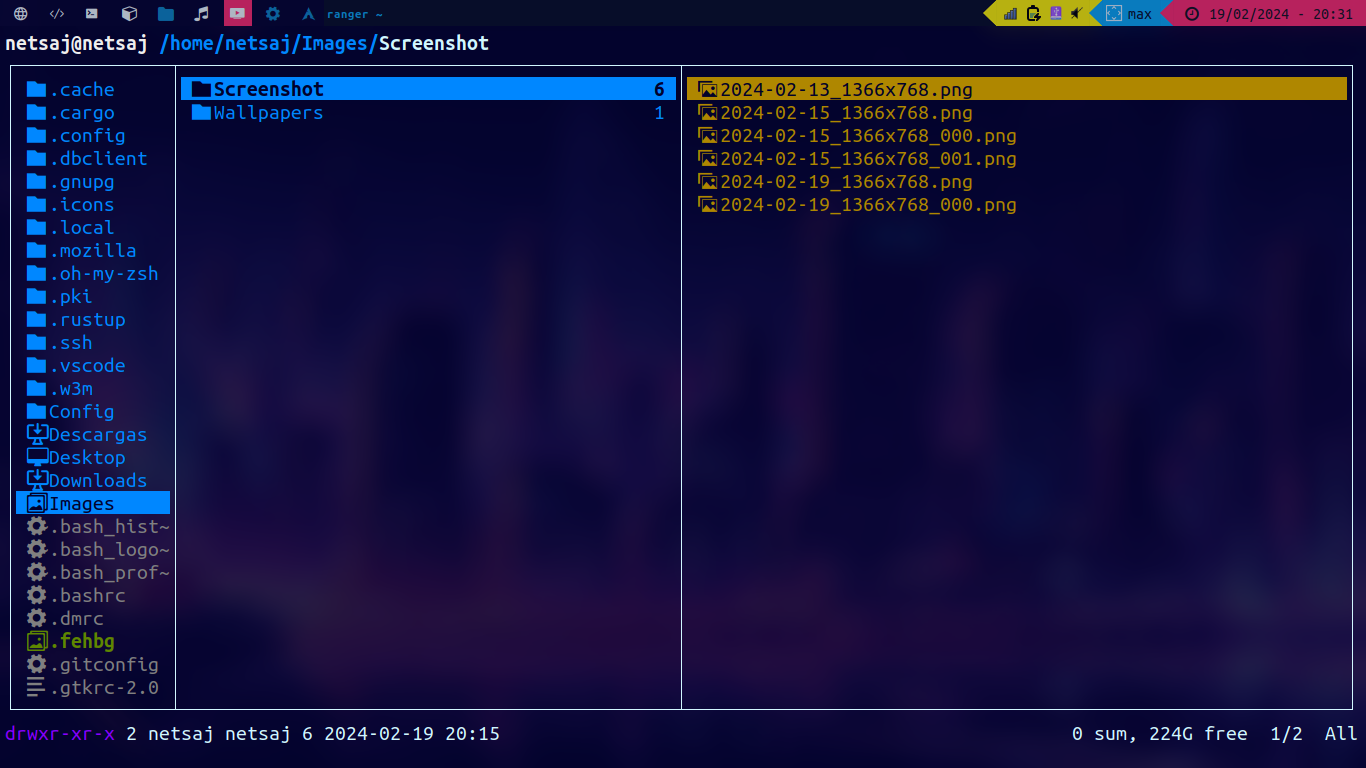 </> ranger ~ max 19/02/2024 - 20:31
netsaj@netsaj /home/netsaj/Images/Screenshot
.cache Screenshot 6 2024-02-13_1366x768.png
.cargo Wallpapers 1 2024-02-15_1366x768.png
.config 2024-02-15_1366x768_000.png
.dbclient 2024-02-15_1366x768_001.png
.gnupg 2024-02-19_1366x768.png
.icons 2024-02-19_1366x768_000.png
.local
.mozilla
.oh-my-zsh
.pki
.rustup
.ssh
.vscode
.w3m
Config
Descargas
Desktop
Downloads
Images
.bash_hist~
.bash_logo~
.bash_prof~
.bashrc
.dmrc
.fehbg
.gitconfig
.gtkrc-2.0
drwxr-xr-x 2 netsaj netsaj 6 2024-02-19 20:15 0 sum, 224G free 1/2 All